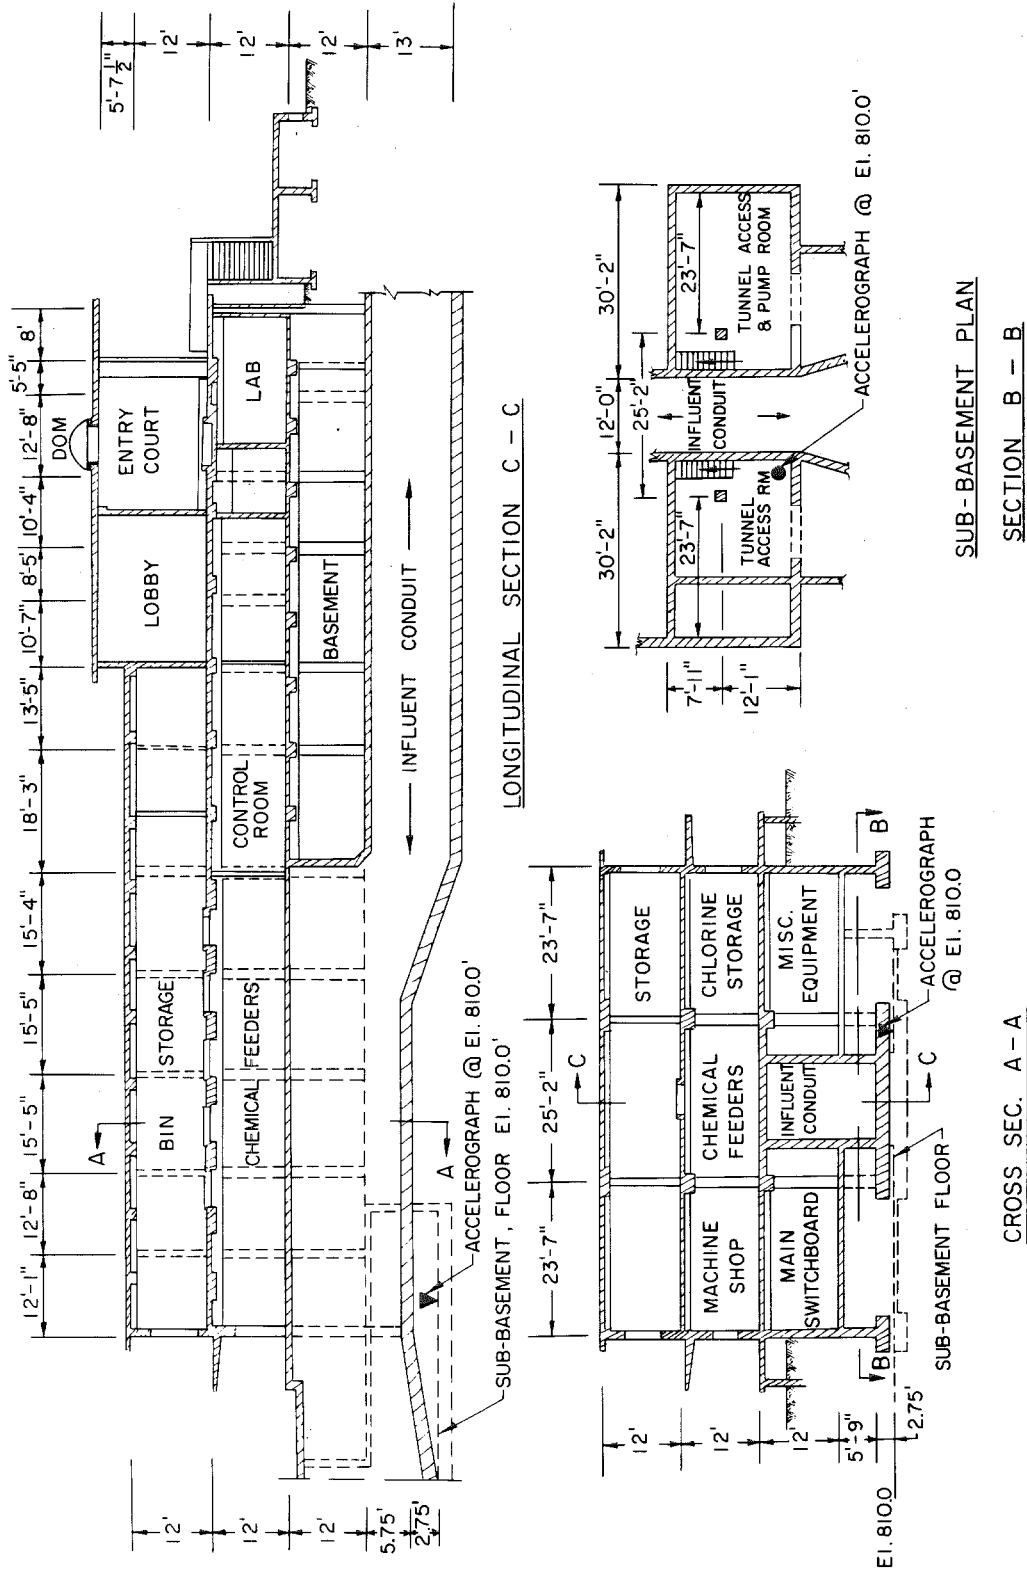 12'-1"
12'-8"
15'-5"
15'-5"
15'-4"
18'-3"
13'-5"
10'-7"
8'-5'
10'-4"
12'-8"
5'-5"
8'
DOM
5'-7 1/2"
12'
12'
12'
13'
A
A
BIN
STORAGE
LOBBY
ENTRY
COURT
CHEMICAL FEEDERS
CONTROL
ROOM
LAB
BASEMENT
INFLUENT CONDUIT
12'
12'
12'
5.75'
2.75'
ACCELEROGRAPH @ El. 810.0'
SUB-BASEMENT, FLOOR El. 810.0'
LONGITUDINAL SECTION C - C
23'-7"
25'-2"
23'-7"
C
C
STORAGE
MACHINE
SHOP
CHEMICAL
FEEDERS
CHLORINE
STORAGE
MAIN
SWITCHBOARD
INFLUENT
CONDUIT
MISC.
EQUIPMENT
12'
12'
12'
5'-9"
2.75'
El. 810.0
B
B
SUB-BASEMENT FLOOR
ACCELEROGRAPH
@ El. 810.0
CROSS SEC. A-A
30'-2"
12'-0"
30'-2"
25'-2"
23'-7"
23'-7"
7'-11"
12'-1"
TUNNEL
ACCESS RM
INFLUENT
CONDUIT
TUNNEL ACCESS
& PUMP ROOM
ACCELEROGRAPH @ El. 810.0'
SUB-BASEMENT PLAN
SECTION B - B